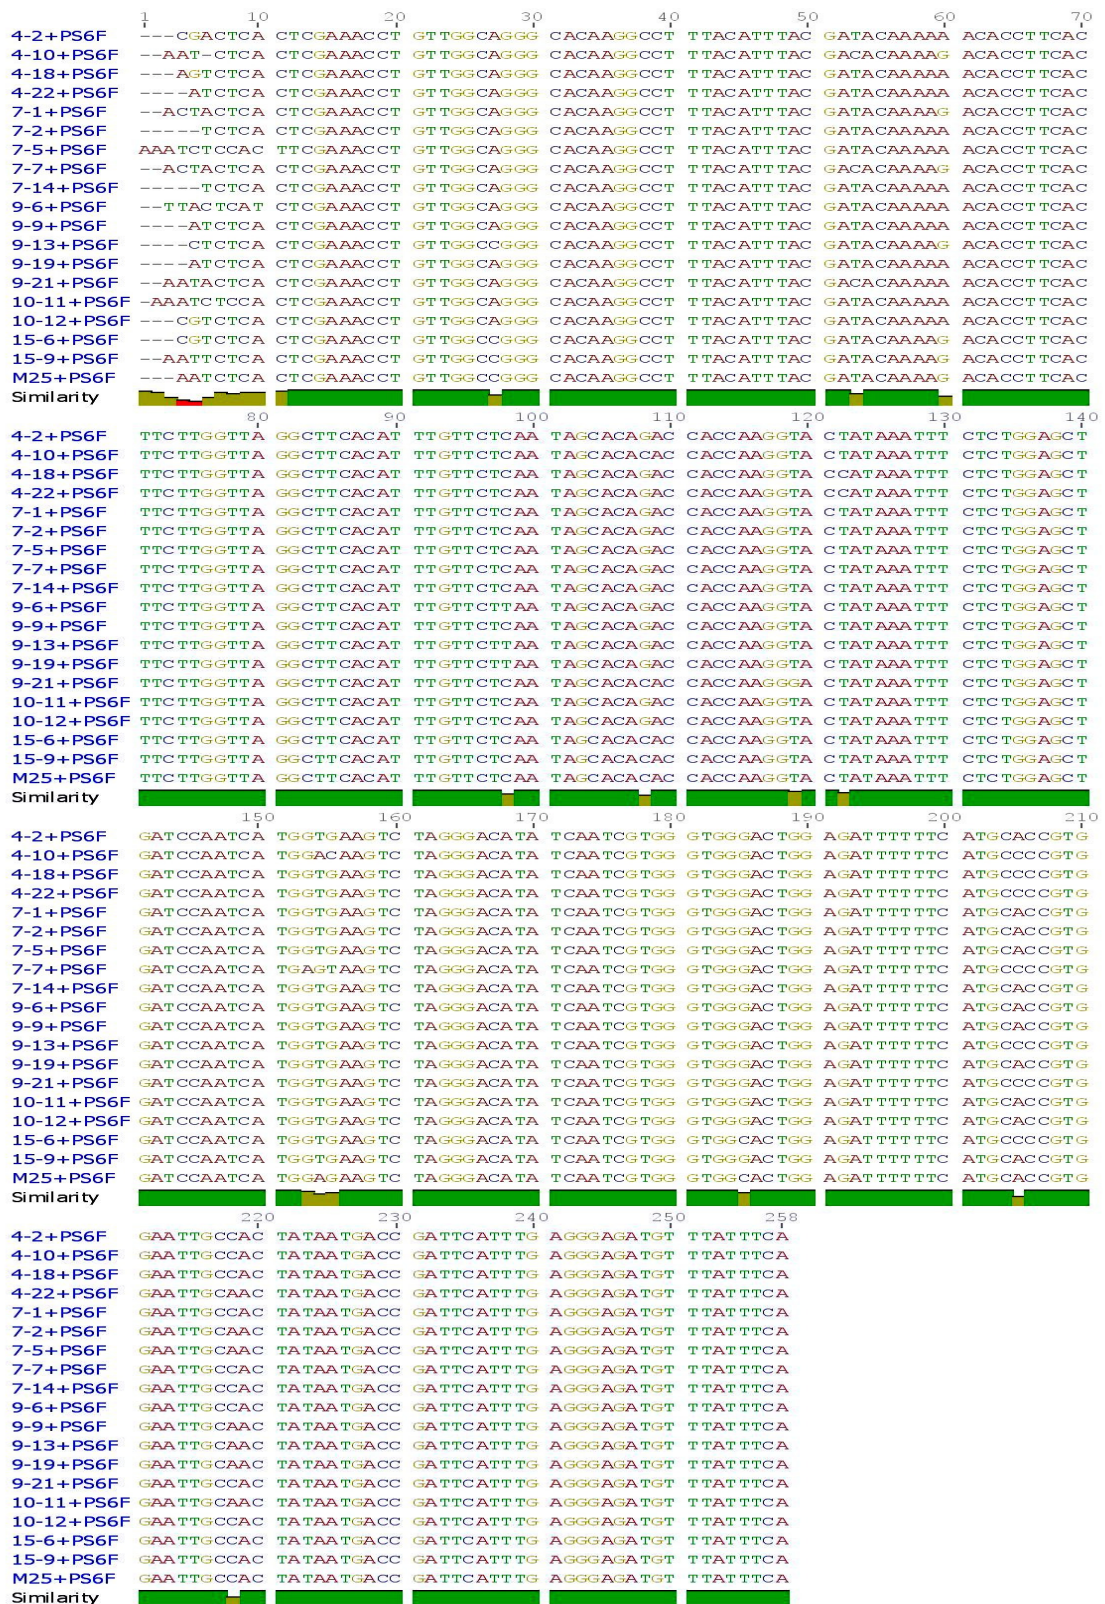 1 10 20 30 40 50 60 70
4-2+PS6F ---CGACTCA CTCGAAACCT GTTGGCAGGG CACAAGGCCT TTACATTTAC GATACAAAAA ACACCTTCAC
4-10+PS6F --AAT-CTCA CTCGAAACCT GTTGGCAGGG CACAAGGCCT TTACATTTAC GACACAAAAG ACACCTTCAC
4-18+PS6F ---AGTCTCA CTCGAAACCT GTTGGCAGGG CACAAGGCCT TTACATTTAC GATACAAAAA ACACCTTCAC
4-22+PS6F ----ATCTCA CTCGAAACCT GTTGGCAGGG CACAAGGCCT TTACATTTAC GATACAAAAA ACACCTTCAC
7-1+PS6F --ACTACTCA CTCGAAACCT GTTGGCAGGG CACAAGGCCT TTACATTTAC GATACAAAAG ACACCTTCAC
7-2+PS6F -----TCTCA CTCGAAACCT GTTGGCAGGG CACAAGGCCT TTACATTTAC GATACAAAAA ACACCTTCAC
7-5+PS6F AAATCTCCAC TTCGAAACCT GTTGGCAGGG CACAAGGCCT TTACATTTAC GATACAAAAA ACACCTTCAC
7-7+PS6F --ACTACTCA CTCGAAACCT GTTGGCAGGG CACAAGGCCT TTACATTTAC GACACAAAAG ACACCTTCAC
7-14+PS6F -----TCTCA CTCGAAACCT GTTGGCAGGG CACAAGGCCT TTACATTTAC GATACAAAAA ACACCTTCAC
9-6+PS6F --TTACTCAT CTCGAAACCT GTTGGCAGGG CACAAGGCCT TTACATTTAC GATACAAAAA ACACCTTCAC
9-9+PS6F ----ATCTCA CTCGAAACCT GTTGGCAGGG CACAAGGCCT TTACATTTAC GATACAAAAA ACACCTTCAC
9-13+PS6F ----CTCTCA CTCGAAACCT GTTGGCCGGG CACAAGGCCT TTACATTTAC GATACAAAAG ACACCTTCAC
9-19+PS6F ----ATCTCA CTCGAAACCT GTTGGCAGGG CACAAGGCCT TTACATTTAC GATACAAAAA ACACCTTCAC
9-21+PS6F --AATACTCA CTCGAAACCT GTTGGCAGGG CACAAGGCCT TTACATTTAC GACACAAAAA ACACCTTCAC
10-11+PS6F -AAATCTCCA CTCGAAACCT GTTGGCAGGG CACAAGGCCT TTACATTTAC GATACAAAAA ACACCTTCAC
10-12+PS6F ---CGTCTCA CTCGAAACCT GTTGGCAGGG CACAAGGCCT TTACATTTAC GATACAAAAA ACACCTTCAC
15-6+PS6F ---CGTCTCA CTCGAAACCT GTTGGCCGGG CACAAGGCCT TTACATTTAC GATACAAAAG ACACCTTCAC
15-9+PS6F --AATTCTCA CTCGAAACCT GTTGGCCGGG CACAAGGCCT TTACATTTAC GATACAAAAG ACACCTTCAC
M25+PS6F ---AATCTCA CTCGAAACCT GTTGGCCGGG CACAAGGCCT TTACATTTAC GATACAAAAG ACACCTTCAC
Similarity
80 90 100 110 120 130 140
4-2+PS6F TTCTTGGTTA GGCTTCACAT TTGTTCTCAA TAGCACAGAC CACCAAGGTA CTATAAATTT CTCTGGAGCT
4-10+PS6F TTCTTGGTTA GGCTTCACAT TTGTTCTCAA TAGCACACAC CACCAAGGTA CTATAAATTT CTCTGGAGCT
4-18+PS6F TTCTTGGTTA GGCTTCACAT TTGTTCTCAA TAGCACAGAC CACCAAGGTA CCATAAATTT CTCTGGAGCT
4-22+PS6F TTCTTGGTTA GGCTTCACAT TTGTTCTCAA TAGCACAGAC CACCAAGGTA CCATAAATTT CTCTGGAGCT
7-1+PS6F TTCTTGGTTA GGCTTCACAT TTGTTCTCAA TAGCACAGAC CACCAAGGTA CTATAAATTT CTCTGGAGCT
7-2+PS6F TTCTTGGTTA GGCTTCACAT TTGTTCTCAA TAGCACAGAC CACCAAGGTA CTATAAATTT CTCTGGAGCT
7-5+PS6F TTCTTGGTTA GGCTTCACAT TTGTTCTCAA TAGCACAGAC CACCAAGGTA CTATAAATTT CTCTGGAGCT
7-7+PS6F TTCTTGGTTA GGCTTCACAT TTGTTCTCAA TAGCACAGAC CACCAAGGTA CTATAAATTT CTCTGGAGCT
7-14+PS6F TTCTTGGTTA GGCTTCACAT TTGTTCTCAA TAGCACAGAC CACCAAGGTA CTATAAATTT CTCTGGAGCT
9-6+PS6F TTCTTGGTTA GGCTTCACAT TTGTTCTTAA TAGCACAGAC CACCAAGGTA CTATAAATTT CTCTGGAGCT
9-9+PS6F TTCTTGGTTA GGCTTCACAT TTGTTCTCAA TAGCACAGAC CACCAAGGTA CTATAAATTT CTCTGGAGCT
9-13+PS6F TTCTTGGTTA GGCTTCACAT TTGTTCTCAA TAGCACAGAC CACCAAGGTA CTATAAATTT CTCTGGAGCT
9-19+PS6F TTCTTGGTTA GGCTTCACAT TTGTTCTTAA TAGCACAGAC CACCAAGGTA CTATAAATTT CTCTGGAGCT
9-21+PS6F TTCTTGGTTA GGCTTCACAT TTGTTCTCAA TAGCACACAC CACCAAGGGA CTATAAATTT CTCTGGAGCT
10-11+PS6F TTCTTGGTTA GGCTTCACAT TTGTTCTCAA TAGCACAGAC CACCAAGGTA CTATAAATTT CTCTGGAGCT
10-12+PS6F TTCTTGGTTA GGCTTCACAT TTGTTCTCAA TAGCACAGAC CACCAAGGTA CTATAAATTT CTCTGGAGCT
15-6+PS6F TTCTTGGTTA GGCTTCACAT TTGTTCTCAA TAGCACACAC CACCAAGGTA CTATAAATTT CTCTGGAGCT
15-9+PS6F TTCTTGGTTA GGCTTCACAT TTGTTCTCAA TAGCACACAC CACCAAGGTA CTATAAATTT CTCTGGAGCT
M25+PS6F TTCTTGGTTA GGCTTCACAT TTGTTCTCAA TAGCACACAC CACCAAGGTA CTATAAATTT CTCTGGAGCT
Similarity
150 160 170 180 190 200 210
4-2+PS6F GATCCAATCA TGGTGAAGTC TAGGGACATA TCAATCGTGG GTGGGACTGG AGATTTTTTC ATGCACCGTG
4-10+PS6F GATCCAATCA TGGACAAGTC TAGGGACATA TCAATCGTGG GTGGGACTGG AGATTTTTTC ATGCCCCGTG
4-18+PS6F GATCCAATCA TGGTGAAGTC TAGGGACATA TCAATCGTGG GTGGGACTGG AGATTTTTTC ATGCCCCGTG
4-22+PS6F GATCCAATCA TGGTGAAGTC TAGGGACATA TCAATCGTGG GTGGGACTGG AGATTTTTTC ATGCCCCGTG
7-1+PS6F GATCCAATCA TGGTGAAGTC TAGGGACATA TCAATCGTGG GTGGGACTGG AGATTTTTTC ATGCACCGTG
7-2+PS6F GATCCAATCA TGGTGAAGTC TAGGGACATA TCAATCGTGG GTGGGACTGG AGATTTTTTC ATGCACCGTG
7-5+PS6F GATCCAATCA TGGTGAAGTC TAGGGACATA TCAATCGTGG GTGGGACTGG AGATTTTTTC ATGCACCGTG
7-7+PS6F GATCCAATCA TGAGTAAGTC TAGGGACATA TCAATCGTGG GTGGGACTGG AGATTTTTTC ATGCCCCGTG
7-14+PS6F GATCCAATCA TGGTGAAGTC TAGGGACATA TCAATCGTGG GTGGGACTGG AGATTTTTTC ATGCACCGTG
9-6+PS6F GATCCAATCA TGGTGAAGTC TAGGGACATA TCAATCGTGG GTGGGACTGG AGATTTTTTC ATGCACCGTG
9-9+PS6F GATCCAATCA TGGTGAAGTC TAGGGACATA TCAATCGTGG GTGGGACTGG AGATTTTTTC ATGCACCGTG
9-13+PS6F GATCCAATCA TGGTGAAGTC TAGGGACATA TCAATCGTGG GTGGGACTGG AGATTTTTTC ATGCCCCGTG
9-19+PS6F GATCCAATCA TGGTGAAGTC TAGGGACATA TCAATCGTGG GTGGGACTGG AGATTTTTTC ATGCACCGTG
9-21+PS6F GATCCAATCA TGGTGAAGTC TAGGGACATA TCAATCGTGG GTGGGACTGG AGATTTTTTC ATGCCCCGTG
10-11+PS6F GATCCAATCA TGGTGAAGTC TAGGGACATA TCAATCGTGG GTGGGACTGG AGATTTTTTC ATGCACCGTG
10-12+PS6F GATCCAATCA TGGTGAAGTC TAGGGACATA TCAATCGTGG GTGGGACTGG AGATTTTTTC ATGCACCGTG
15-6+PS6F GATCCAATCA TGGTGAAGTC TAGGGACATA TCAATCGTGG GTGGCACTGG AGATTTTTTC ATGCCCCGTG
15-9+PS6F GATCCAATCA TGGTGAAGTC TAGGGACATA TCAATCGTGG GTGGGACTGG AGATTTTTTC ATGCACCGTG
M25+PS6F GATCCAATCA TGGAGAAGTC TAGGGACATA TCAATCGTGG GTGGCACTGG AGATTTTTTC ATGCACCGTG
Similarity
220 230 240 250 258
4-2+PS6F GAATTGCCAC TATAATGACC GATTCATTTG AGGGAGATGT TTATTTCA
4-10+PS6F GAATTGCCAC TATAATGACC GATTCATTTG AGGGAGATGT TTATTTCA
4-18+PS6F GAATTGCCAC TATAATGACC GATTCATTTG AGGGAGATGT TTATTTCA
4-22+PS6F GAATTGCAAC TATAATGACC GATTCATTTG AGGGAGATGT TTATTTCA
7-1+PS6F GAATTGCAAC TATAATGACC GATTCATTTG AGGGAGATGT TTATTTCA
7-2+PS6F GAATTGCAAC TATAATGACC GATTCATTTG AGGGAGATGT TTATTTCA
7-5+PS6F GAATTGCAAC TATAATGACC GATTCATTTG AGGGAGATGT TTATTTCA
7-7+PS6F GAATTGCCAC TATAATGACC GATTCATTTG AGGGAGATGT TTATTTCA
7-14+PS6F GAATTGCCAC TATAATGACC GATTCATTTG AGGGAGATGT TTATTTCA
9-6+PS6F GAATTGCCAC TATAATGACC GATTCATTTG AGGGAGATGT TTATTTCA
9-9+PS6F GAATTGCAAC TATAATGACC GATTCATTTG AGGGAGATGT TTATTTCA
9-13+PS6F GAATTGCAAC TATAATGACC GATTCATTTG AGGGAGATGT TTATTTCA
9-19+PS6F GAATTGCAAC TATAATGACC GATTCATTTG AGGGAGATGT TTATTTCA
9-21+PS6F GAATTGCCAC TATAATGACC GATTCATTTG AGGGAGATGT TTATTTCA
10-11+PS6F GAATTGCAAC TATAATGACC GATTCATTTG AGGGAGATGT TTATTTCA
10-12+PS6F GAATTGCCAC TATAATGACC GATTCATTTG AGGGAGATGT TTATTTCA
15-6+PS6F GAATTGCCAC TATAATGACC GATTCATTTG AGGGAGATGT TTATTTCA
15-9+PS6F GAATTGCCAC TATAATGACC GATTCATTTG AGGGAGATGT TTATTTCA
M25+PS6F GAATTGCCAC TATAATGACC GATTCATTTG AGGGAGATGT TTATTTCA
Similarity